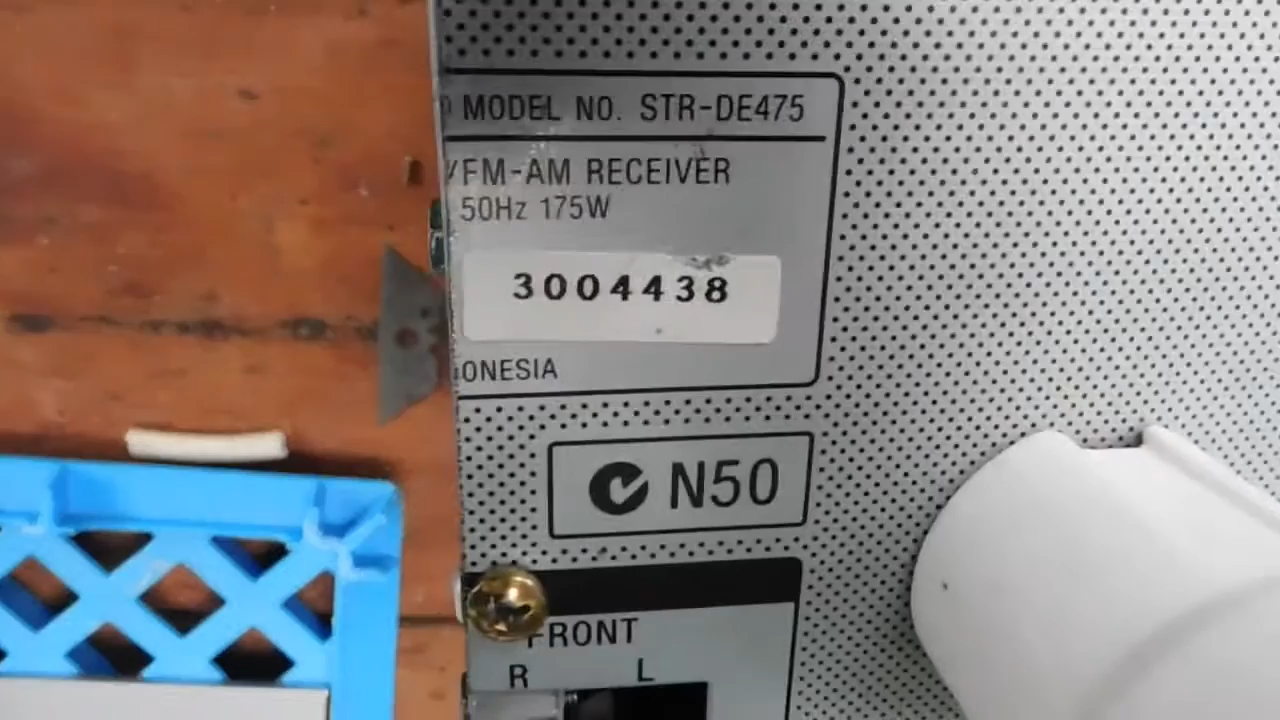 MODEL NO. STR-DE475
/FM-AM RECEIVER
50Hz 175W
3004438
ONESIA
N50
FRONT
R L